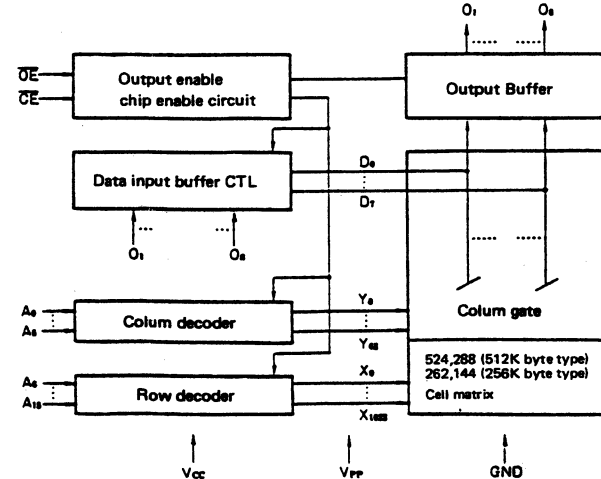 O₁ O₈
OE
CE
Output enable
chip enable circuit
Output Buffer
Data input buffer CTL
D₀
D₇
O₁ O₈
A₀
A₅
Colum decoder
Y₀
Y₆₃
Colum gate
A₆
A₁₅
Row decoder
X₀
524,288 (512K byte type)
262,144 (256K byte type)
Cell matrix
VCC VPP GND